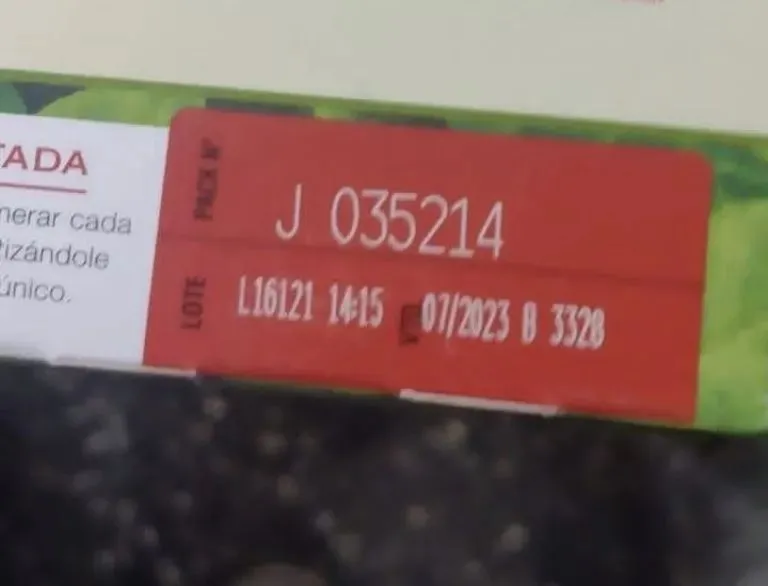 TADA
nerar cada
tizándole
único.
PACK Nº
J 035214
LOTE
L16121 14:15 07/2023 B 3328